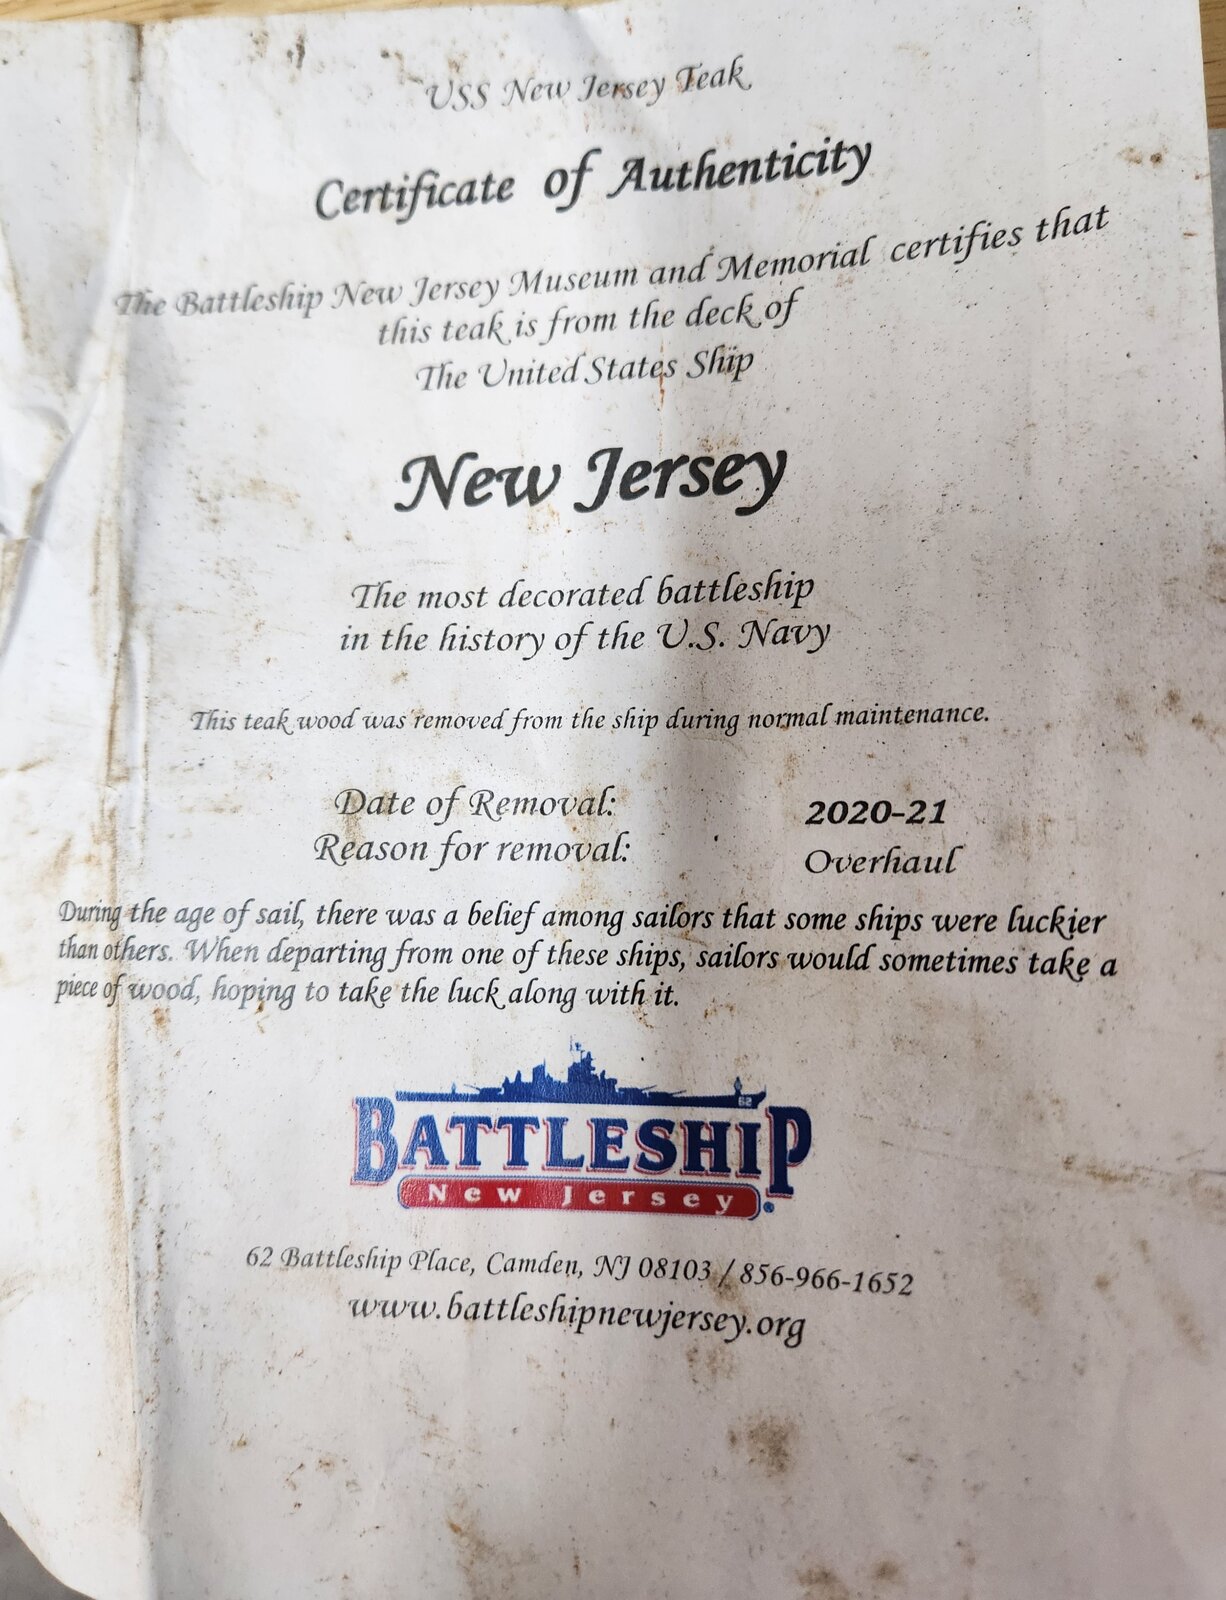 USS New Jersey Teak
Certificate of Authenticity
The Battleship New Jersey Museum and Memorial certifies that
this teak is from the deck of
The United States Ship
New Jersey
The most decorated battleship
in the history of the U.S. Navy
This teak wood was removed from the ship during normal maintenance.
Date of Removal: 2020-21
Reason for removal: Overhaul
During the age of sail, there was a belief among sailors that some ships were luckier
than others. When departing from one of these ships, sailors would sometimes take a
piece of wood, hoping to take the luck along with it.
62
BATTLESHIP
New Jersey®
62 Battleship Place, Camden, NJ 08103 / 856-966-1652
www.battleshipnewjersey.org